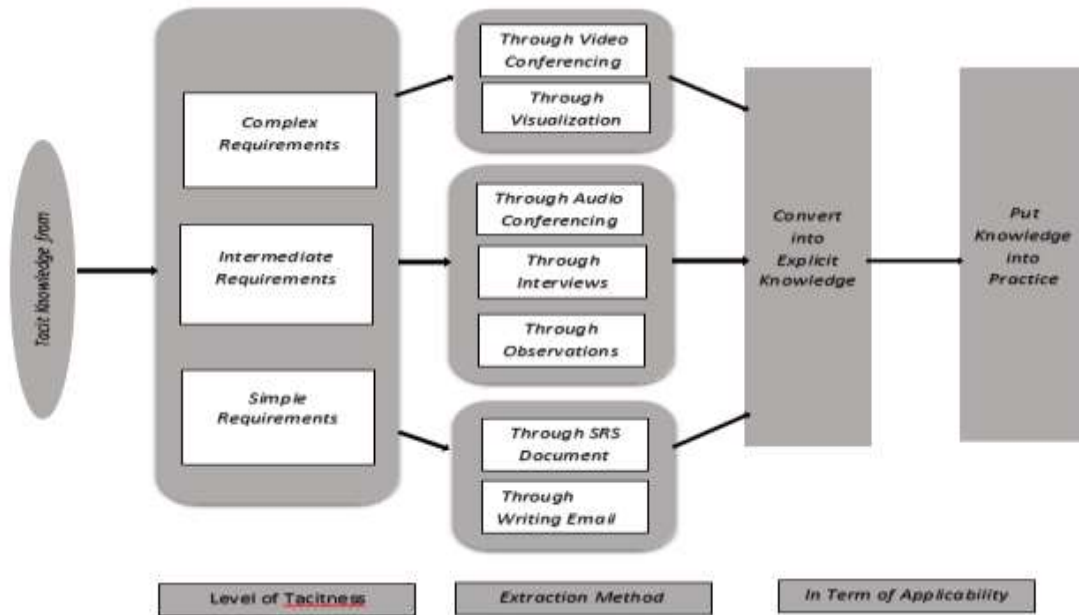 Tacit Knowledge from
Complex
Requirements
Intermediate
Requirements
Simple
Requirements
Through Video
Conferencing
Through
Visualization
Through Audio
Conferencing
Through
Interviews
Through
Observations
Through SRS
Document
Through
Writing Email
Convert
into
Explicit
Knowledge
Put
Knowledge
into
Practice
Level of Tacitness
Extraction Method
In Term of Applicability